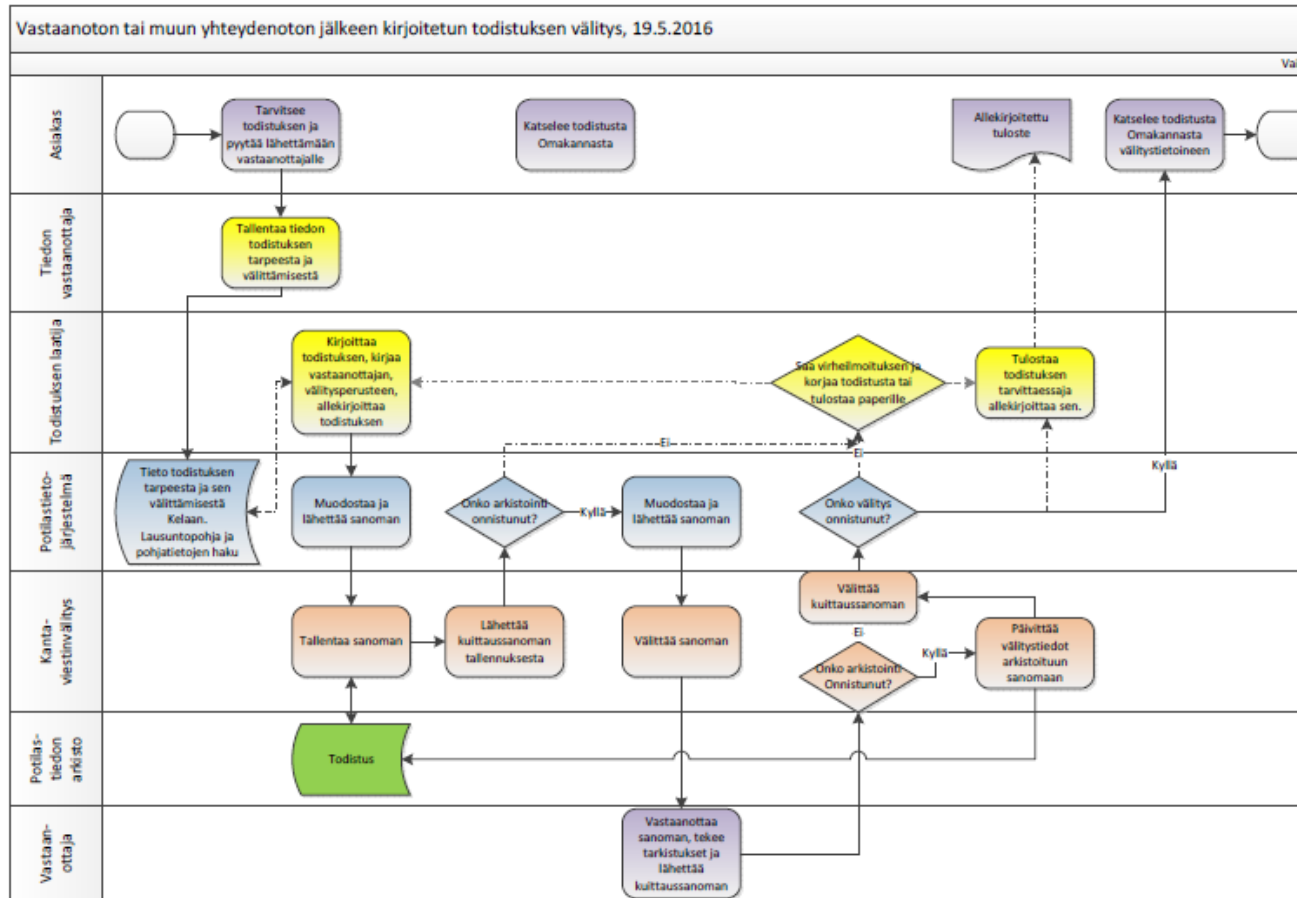 Vastaanoton tai muun yhteydenoton jälkeen kirjoitetun todistuksen välitys, 19.5.2016
Vai
Asiakas
Tarvitsee
todistuksen ja
pyytää lähettämään
vastaanottajalle
Katselee todistusta
Omakannasta
Allekirjoitettu
tuloste
Katselee todistusta
Omakannasta
välitystietoineen
Tiedon
vastaanottaja
Tallentaa tiedon
todistuksen
tarpeesta ja
välittämisestä
Todistuksen laatija
Kirjoittaa
todistuksen, kirjaa
vastaanottajan,
välitysperusteen,
allekirjoittaa
todistuksen
Saa virheilmoituksen ja
korjaa todistusta tai
tulostaa paperille
Tulostaa
todistuksen
tarvittaessaja
allekirjoittaa sen.
Ei
Ei
Kyllä
Potilastieto-
järjestelmä
Tieto todistuksen
tarpeesta ja sen
välittämisestä
Kelaan.
Lausuntopohja ja
pohjatietojen haku
Muodostaa ja
lähettää sanoman
Onko arkistointi
onnistunut?
Kyllä
Muodostaa ja
lähettää sanoman
Onko välitys
onnistunut?
Kanta-
viestinvälitys
Tallentaa sanoman
Lähettää
kuittaussanoman
tallennuksesta
Välittää sanoman
Välittää
kuittaussanoman
Ei
Onko arkistointi
Onnistunut?
Kyllä
Päivittää
välitystiedot
arkistoituun
sanomaan
Potilas-
tiedon
arkisto
Todistus
Vastaan-
ottaja
Vastaanottaa
sanoman, tekee
tarkistukset ja
lähettää
kuittaussanoman